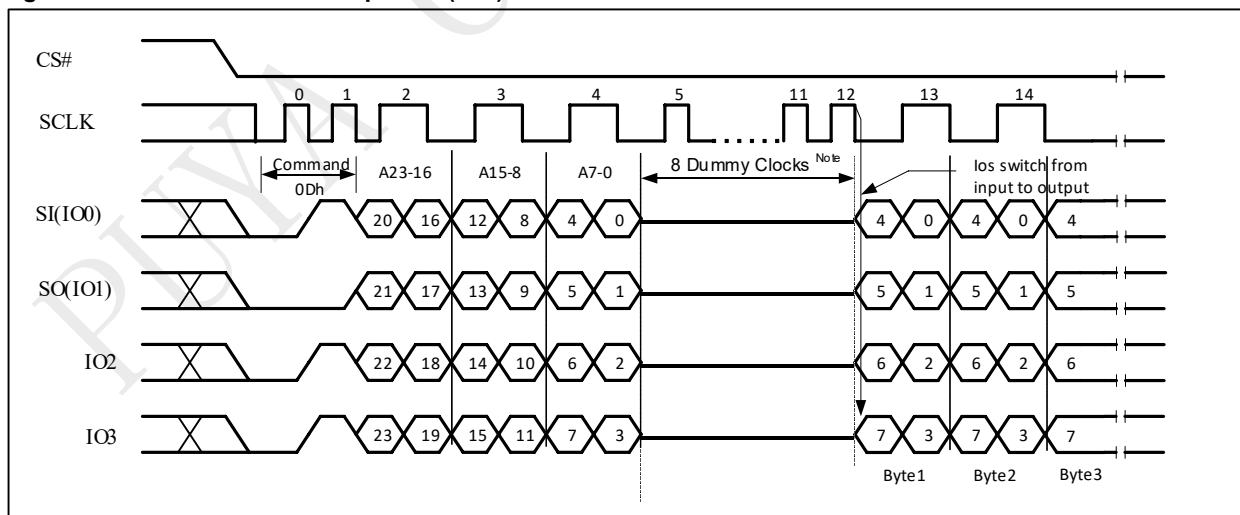 CS#
SCLK
0 1 2 3 4 5 11 12 13 14
Command
0Dh
A23-16 A15-8 A7-0
8 Dummy Clocks Note
Ios switch from
input to output
SI(IO0)
20 16 12 8 4 0 4 0 4 0 4
SO(IO1)
21 17 13 9 5 1 5 1 5 1 5
IO2
22 18 14 10 6 2 6 2 6 2 6
IO3
23 19 15 11 7 3 7 3 7 3 7
Byte1 Byte2 Byte3
PUYA